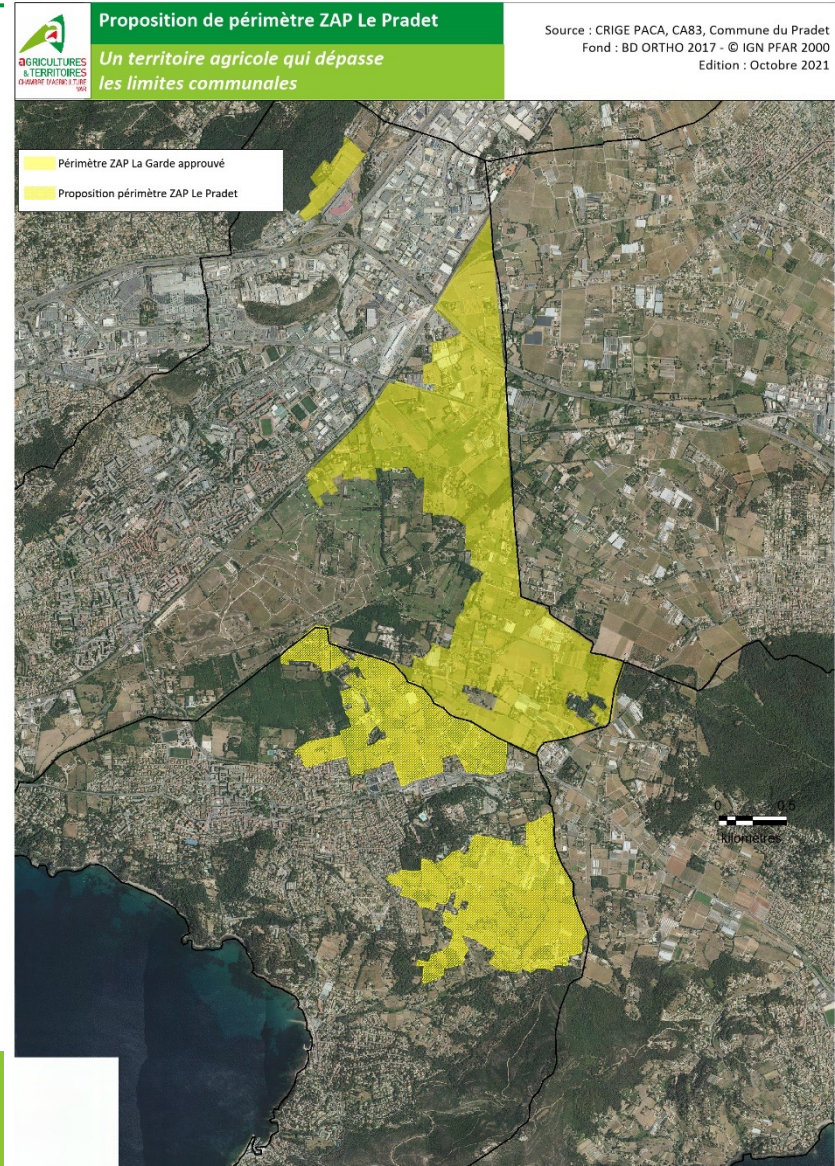 aGRICULTURES
& TERRITOIRES
CHAMBRE D'AGRICULTURE
VAR
Proposition de périmètre ZAP Le Pradet
Un territoire agricole qui dépasse
les limites communales
Source : CRIGE PACA, CA83, Commune du Pradet
Fond : BD ORTHO 2017 - © IGN PFAR 2000
Edition : Octobre 2021
Périmètre ZAP La Garde approuvé
Proposition périmètre ZAP Le Pradet
0 0,5
kilomètres